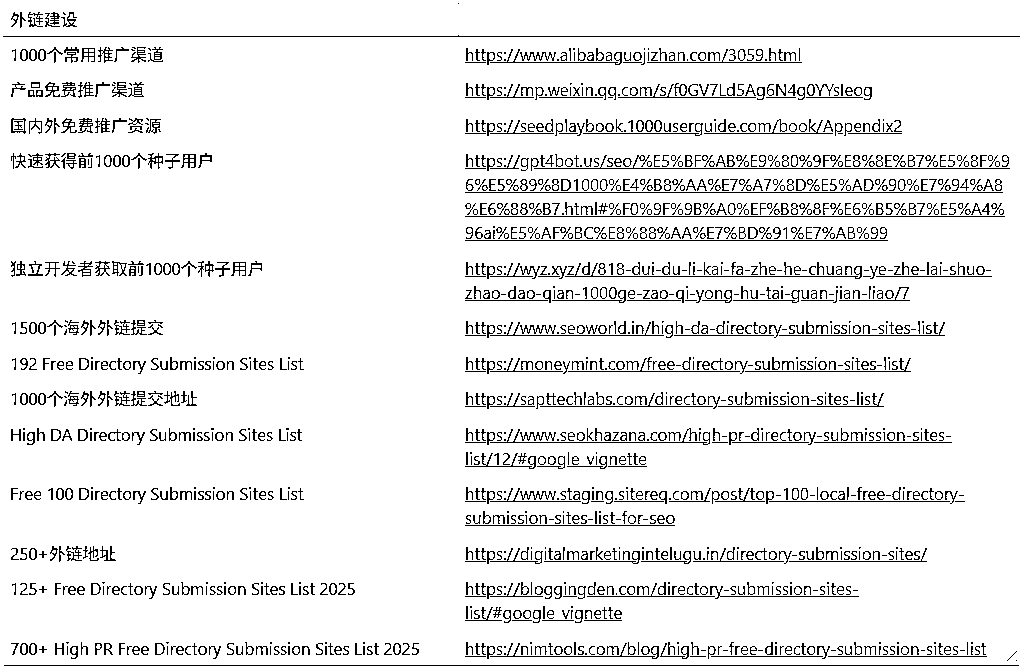 外链建设
1000个常用推广渠道
https://www.alibabaguojizhan.com/3059.html
产品免费推广渠道
https://mp.weixin.qq.com/s/f0GV7Ld5Ag6N4g0YYsIeog
国内外免费推广资源
https://seedplaybook.1000userguide.com/book/Appendix2
快速获得前1000个种子用户
https://gpt4bot.us/seo/%E5%BF%AB%E9%80%9F%E8%8E%B7%E5%8F%9
6%E5%89%8D1000%E4%B8%AA%E7%A7%8D%E5%AD%90%E7%94%A8
%E6%88%B7.html#%F0%9F%9B%A0%EF%B8%8F%E6%B5%B7%E5%A4%
96ai%E5%AF%BC%E8%88%AA%E7%BD%91%E7%AB%99
独立开发者获取前1000个种子用户
https://wyz.xyz/d/818-dui-du-li-kai-fa-zhe-he-chuang-ye-zhe-lai-shuo-
zhao-dao-qian-1000ge-zao-qi-yong-hu-tai-guan-jian-liao/7
1500个海外外链提交
https://www.seoworld.in/high-da-directory-submission-sites-list/
192 Free Directory Submission Sites List
https://moneymint.com/free-directory-submission-sites-list/
1000个海外外链提交地址
https://sapttechlabs.com/directory-submission-sites-list/
High DA Directory Submission Sites List
https://www.seokhazana.com/high-pr-directory-submission-sites-
list/12/#google_vignette
Free 100 Directory Submission Sites List
https://www.staging.sitereq.com/post/top-100-local-free-directory-
submission-sites-list-for-seo
250+外链地址
https://digitalmarketingintelugu.in/directory-submission-sites/
125+ Free Directory Submission Sites List 2025
https://bloggingden.com/directory-submission-sites-
list/#google_vignette
700+ High PR Free Directory Submission Sites List 2025
https://nimtools.com/blog/high-pr-free-directory-submission-sites-list